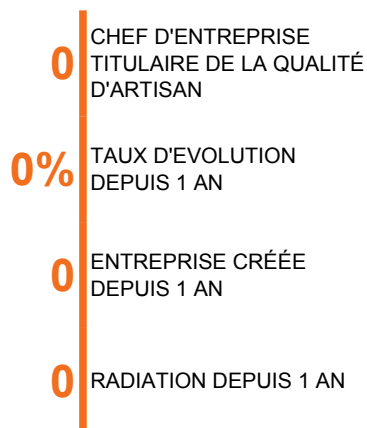 0
CHEF D'ENTREPRISE
TITULAIRE DE LA QUALITÉ
D'ARTISAN
0%
TAUX D'EVOLUTION
DEPUIS 1 AN
0
ENTREPRISE CRÉÉE
DEPUIS 1 AN
0
RADIATION DEPUIS 1 AN